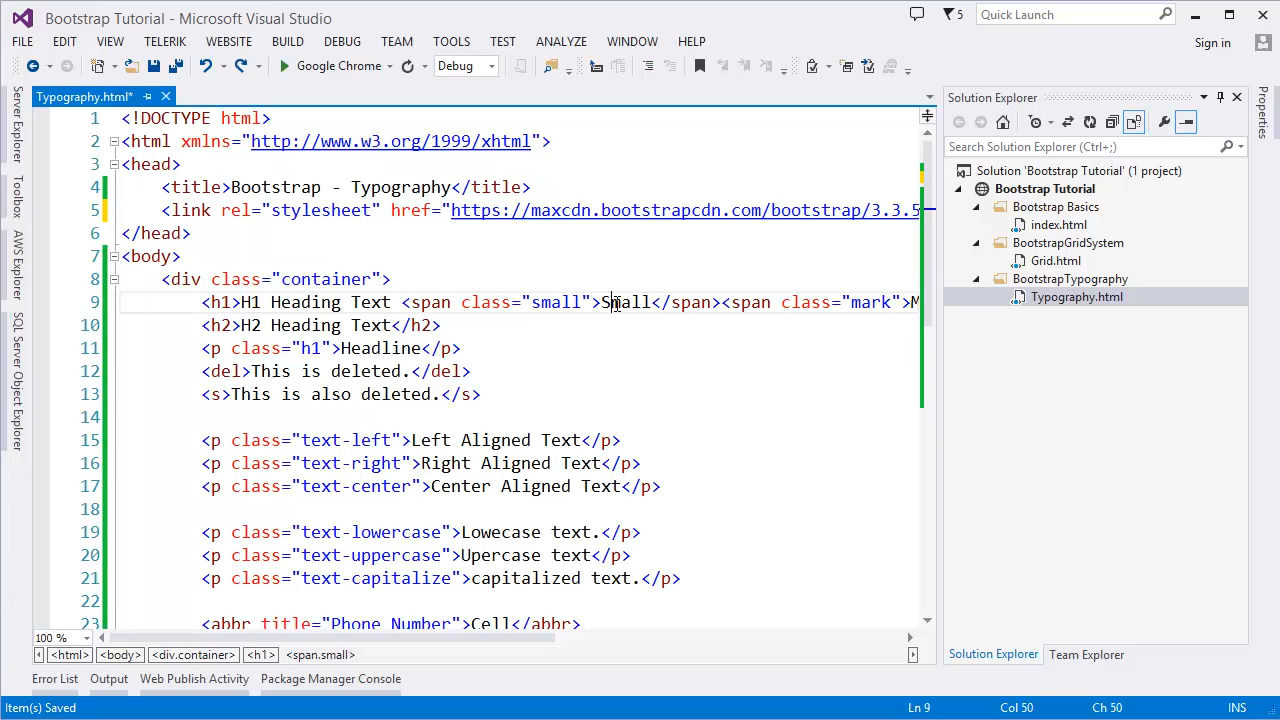 Bootstrap Tutorial - Microsoft Visual Studio
5
Quick Launch
FILE EDIT VIEW TELERIK WEBSITE BUILD DEBUG TEAM TOOLS TEST ANALYZE WINDOW HELP
Sign in
Google Chrome
Debug
Server Explorer
Toolbox
AWS Explorer
SQL Server Object Explorer
Typography.html*
1 <!DOCTYPE html>
2 <html xmlns="http://www.w3.org/1999/xhtml">
3 <head>
4 <title>Bootstrap - Typography</title>
5 <link rel="stylesheet" href="https://maxcdn.bootstrapcdn.com/bootstrap/3.3.5
6 </head>
7 <body>
8 <div class="container">
9 <h1>H1 Heading Text <span class="small">Small</span><span class="mark">M
10 <h2>H2 Heading Text</h2>
11 <p class="h1">Headline</p>
12 <del>This is deleted.</del>
13 <s>This is also deleted.</s>
14
15 <p class="text-left">Left Aligned Text</p>
16 <p class="text-right">Right Aligned Text</p>
17 <p class="text-center">Center Aligned Text</p>
18
19 <p class="text-lowercase">Lowecase text.</p>
20 <p class="text-uppercase">Upercase text</p>
21 <p class="text-capitalize">capitalized text.</p>
22
23 <abbr title="Phone Number">Cell</abbr>
100 %
<html> <body> <div.container> <h1> <span.small>
Solution Explorer
Search Solution Explorer (Ctrl+;)
Solution 'Bootstrap Tutorial' (1 project)
Bootstrap Tutorial
Bootstrap Basics
index.html
BootstrapGridSystem
Grid.html
BootstrapTypography
Typography.html
Solution Explorer Team Explorer
Properties
Error List Output Web Publish Activity Package Manager Console
Item(s) Saved Ln 9 Col 50 Ch 50 INS